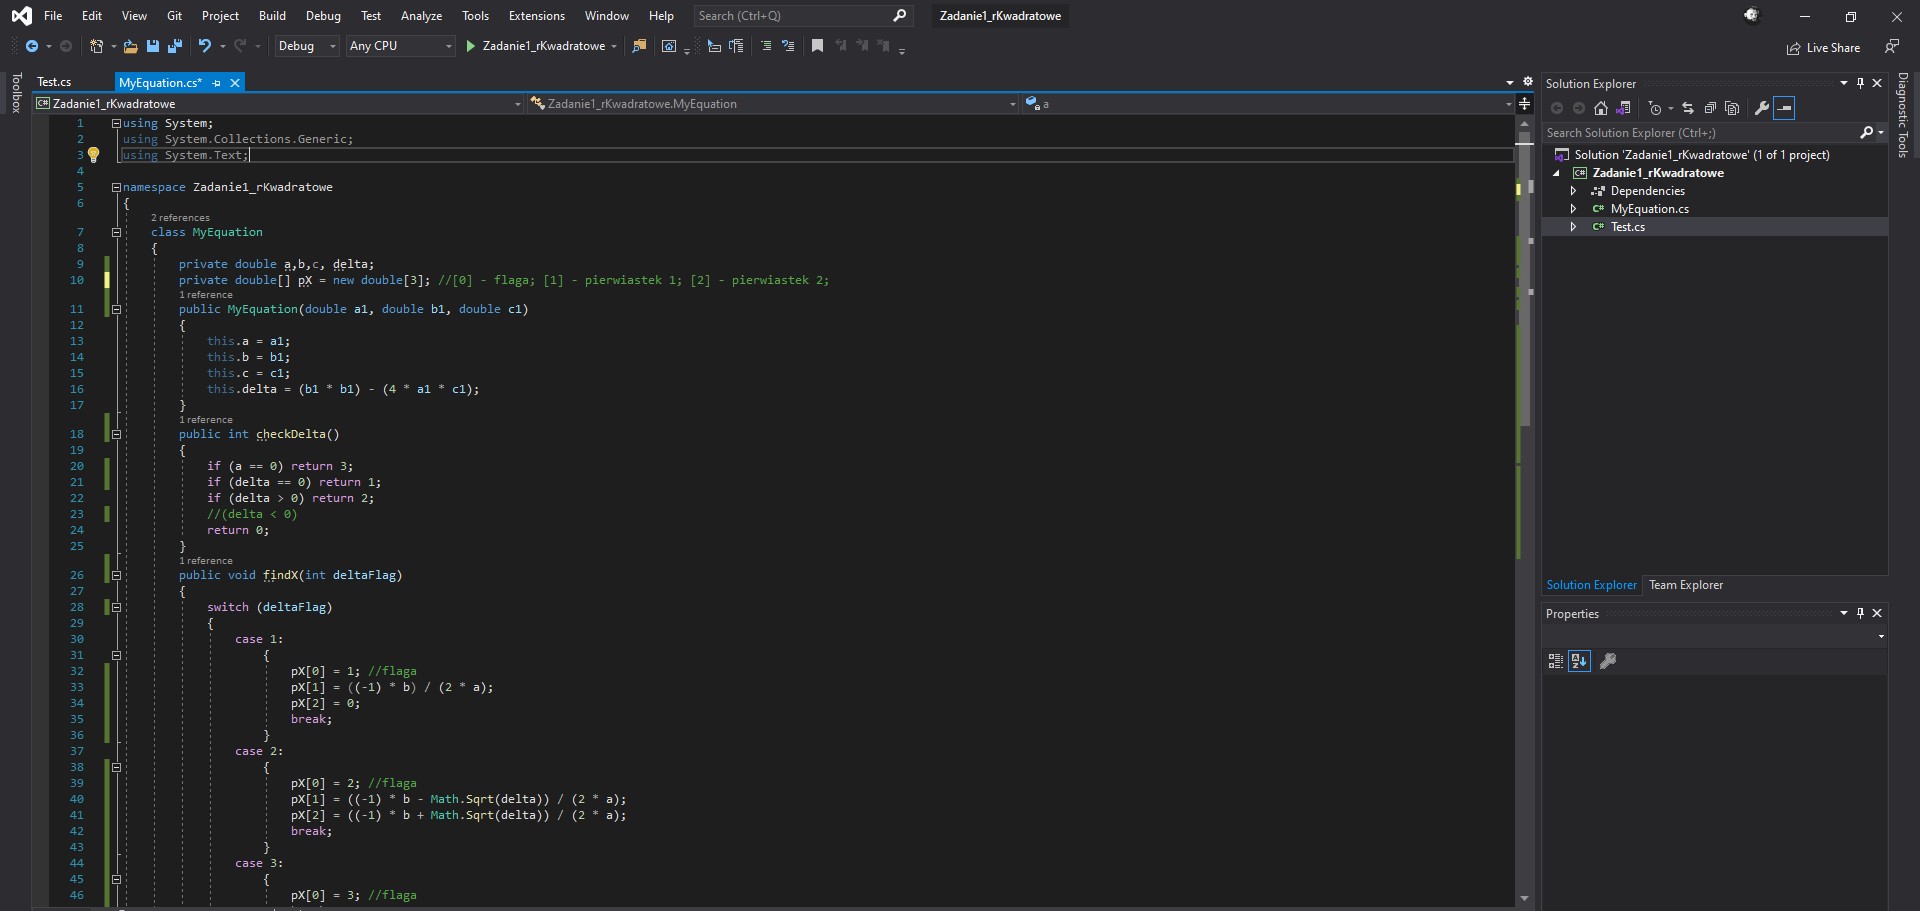 File Edit View Git Project Build Debug Test Analyze Tools Extensions Window Help Search (Ctrl+Q) Zadanie1_rKwadratowe
Debug Any CPU Zadanie1_rKwadratowe Live Share
Toolbox
Test.cs MyEquation.cs*
Zadanie1_rKwadratowe Zadanie1_rKwadratowe.MyEquation a
1 using System;
2 using System.Collections.Generic;
3 using System.Text;
4
5 namespace Zadanie1_rKwadratowe
6 {
2 references
7 class MyEquation
8 {
9 private double a,b,c, delta;
10 private double[] pX = new double[3]; //[0] - flaga; [1] - pierwiastek 1; [2] - pierwiastek 2;
1 reference
11 public MyEquation(double a1, double b1, double c1)
12 {
13 this.a = a1;
14 this.b = b1;
15 this.c = c1;
16 this.delta = (b1 * b1) - (4 * a1 * c1);
17 }
1 reference
18 public int checkDelta()
19 {
20 if (a == 0) return 3;
21 if (delta == 0) return 1;
22 if (delta > 0) return 2;
23 //(delta < 0)
24 return 0;
25 }
1 reference
26 public void findX(int deltaFlag)
27 {
28 switch (deltaFlag)
29 {
30 case 1:
31 {
32 pX[0] = 1; //flaga
33 pX[1] = ((-1) * b) / (2 * a);
34 pX[2] = 0;
35 break;
36 }
37 case 2:
38 {
39 pX[0] = 2; //flaga
40 pX[1] = ((-1) * b - Math.Sqrt(delta)) / (2 * a);
41 pX[2] = ((-1) * b + Math.Sqrt(delta)) / (2 * a);
42 break;
43 }
44 case 3:
45 {
46 pX[0] = 3; //flaga
Solution Explorer
Search Solution Explorer (Ctrl+;)
Solution 'Zadanie1_rKwadratowe' (1 of 1 project)
C# Zadanie1_rKwadratowe
Dependencies
C# MyEquation.cs
C# Test.cs
Solution Explorer Team Explorer
Properties
Diagnostic Tools